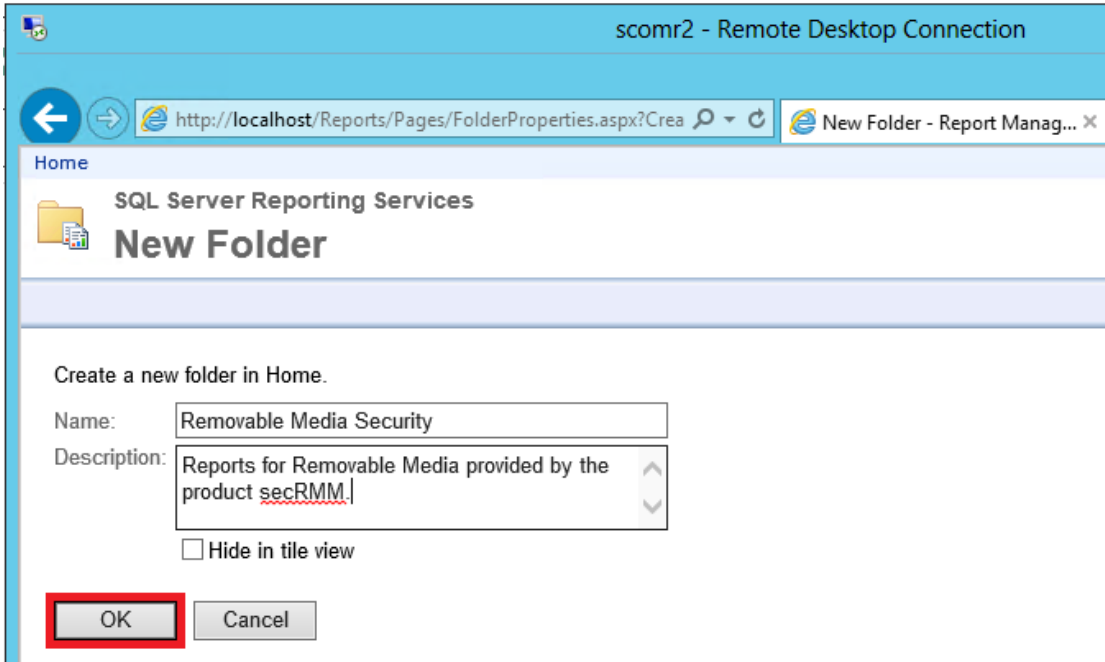 scomr2 - Remote Desktop Connection
http://localhost/Reports/Pages/FolderProperties.aspx?Crea
New Folder - Report Manag...
Home
SQL Server Reporting Services
New Folder
Create a new folder in Home.
Name: Removable Media Security
Description: Reports for Removable Media provided by the
product secRMM.
Hide in tile view
OK Cancel